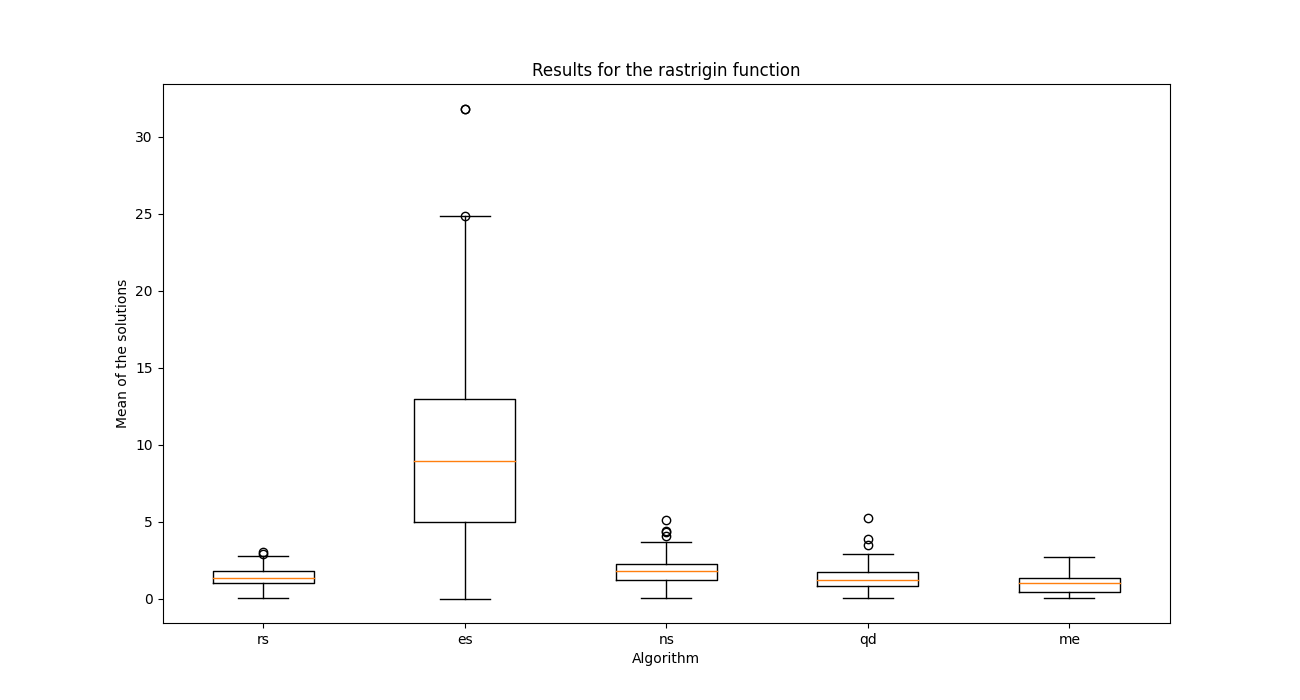 Results for the rastrigin function
30
25
20
15
10
5
0
Mean of the solutions
rs es ns qd me
Algorithm